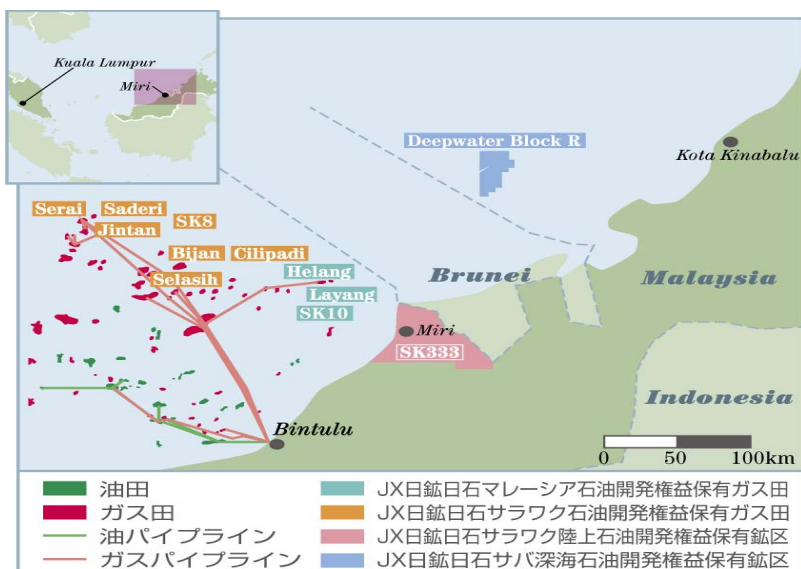 Kuala Lumpur
Miri
Deepwater Block R
Kota Kinabalu
Serai
Saderi
SK8
Jintan
Bijan
Cilipadi
Selasih
Helang
Layang
SK10
Brunei
Malaysia
Miri
SK333
Indonesia
Bintulu
0 50 100km
油田
ガス田
油パイプライン
ガスパイプライン
JX日鉱日石マレーシア石油開発権益保有ガス田
JX日鉱日石サラワク石油開発権益保有ガス田
JX日鉱日石サラワク陸上石油開発権益保有鉱区
JX日鉱日石サバ深海石油開発権益保有鉱区